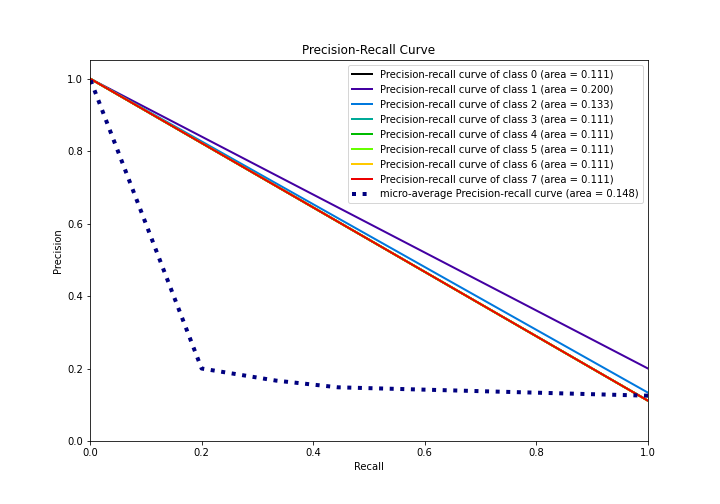 Precision-Recall Curve
Precision-recall curve of class 0 (area = 0.111)
Precision-recall curve of class 1 (area = 0.200)
Precision-recall curve of class 2 (area = 0.133)
Precision-recall curve of class 3 (area = 0.111)
Precision-recall curve of class 4 (area = 0.111)
Precision-recall curve of class 5 (area = 0.111)
Precision-recall curve of class 6 (area = 0.111)
Precision-recall curve of class 7 (area = 0.111)
micro-average Precision-recall curve (area = 0.148)
1.0
0.8
0.6
0.4
0.2
0.0
Precision
0.0 0.2 0.4 0.6 0.8 1.0
Recall